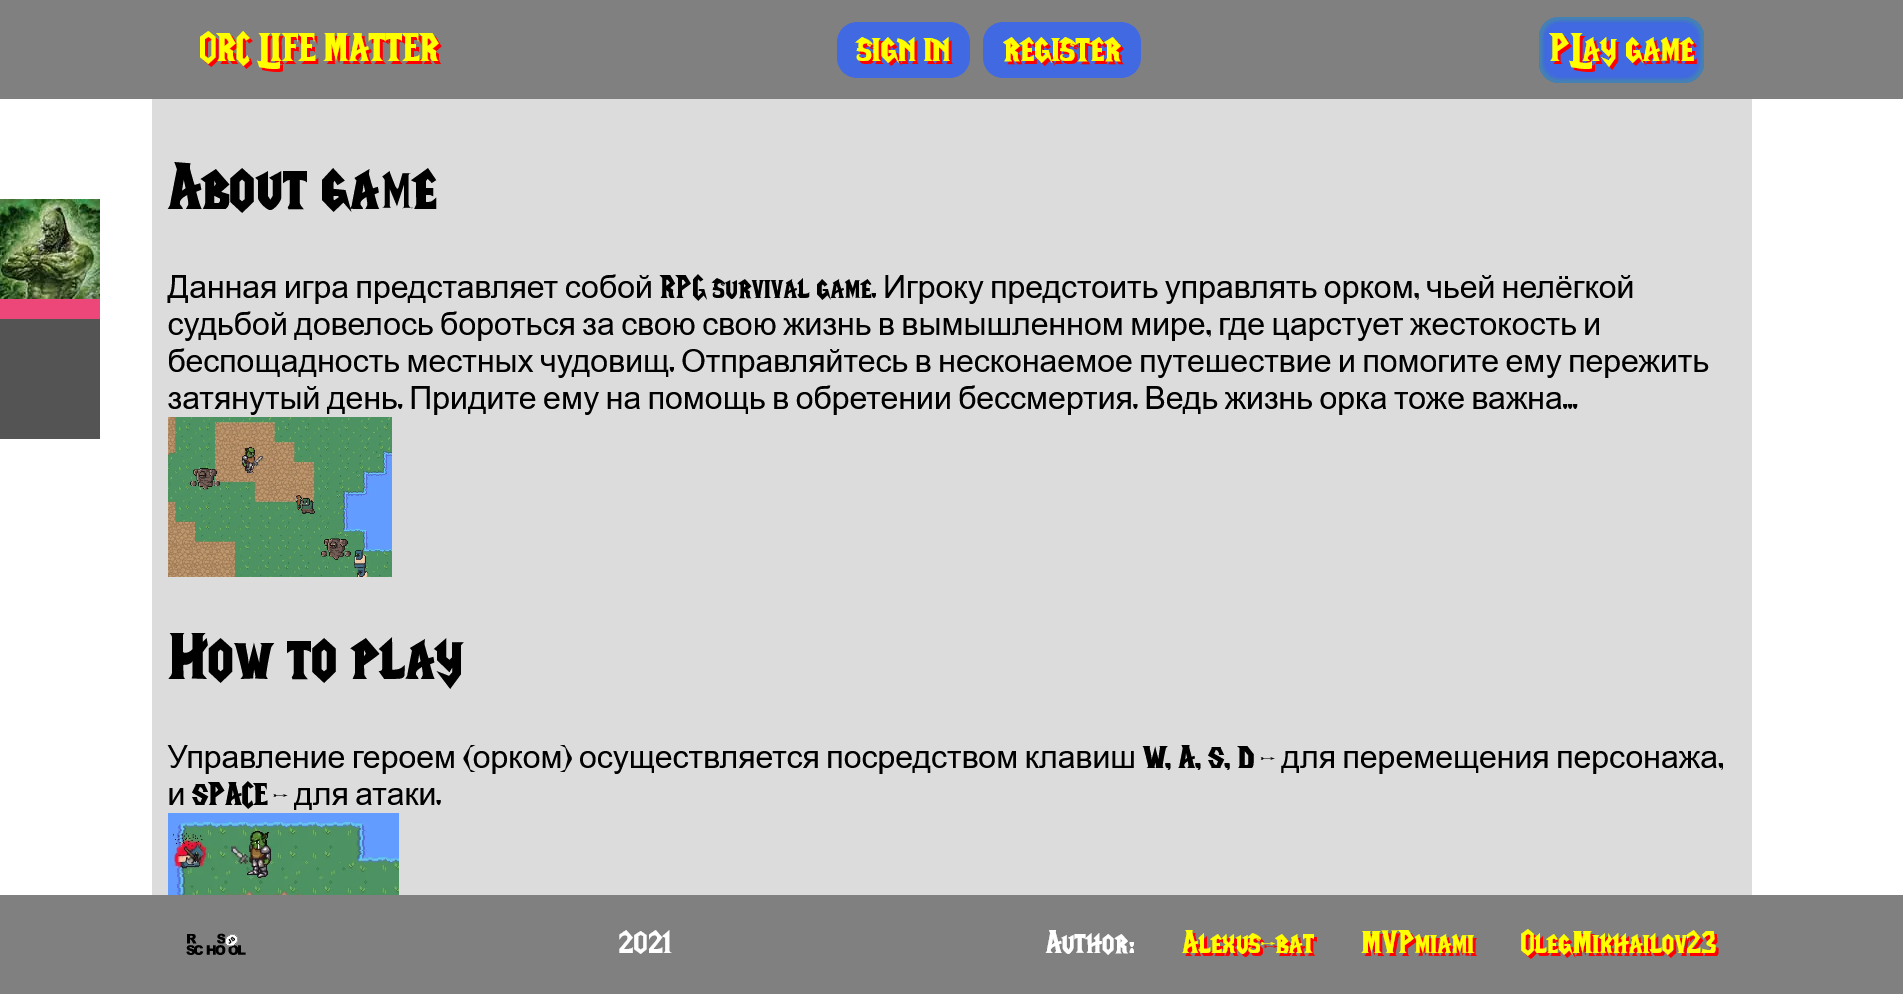 Orc Life Matter
Sign in
Register
Play game
About game
Данная игра представляет собой RPG survival game. Игроку предстоить управлять орком, чьей нелёгкой
судьбой довелось бороться за свою свою жизнь в вымышленном мире, где царстует жестокость и
беспощадность местных чудовищ. Отправляйтесь в несконаемое путешествие и помогите ему пережить
затянутый день. Придите ему на помощь в обретении бессмертия. Ведь жизнь орка тоже важна...
How to play
Управление героем (орком) осуществляется посредством клавиш W, A, S, D - для перемещения персонажа,
и SPACE - для атаки.
RS SCHOOL
2021
Author:
Alexus-bat
MVPmiami
OlegMikhailov23